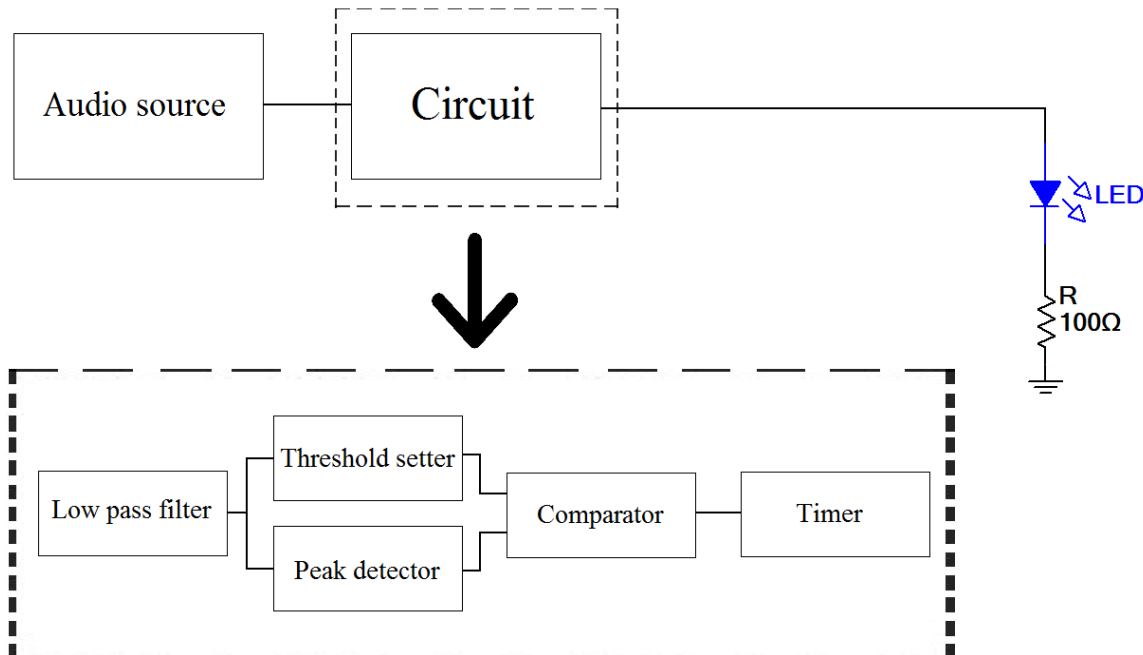 Audio source
Circuit
LED
R
100Ω
Threshold setter
Low pass filter
Comparator
Timer
Peak detector